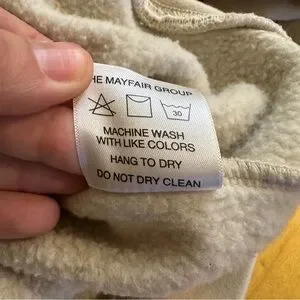 HE MAYFAIR GROUP
30
MACHINE WASH
WITH LIKE COLORS
HANG TO DRY
DO NOT DRY CLEAN